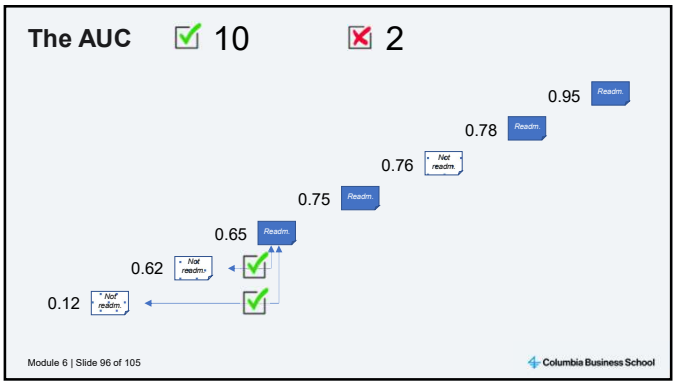 The AUC 10 2
0.95 Readm.
0.78 Readm.
0.76 Not
readm.
0.75 Readm.
0.65 Readm.
0.62 Not
readm.
0.12 Not
readm.
Module 6 | Slide 96 of 105
Columbia Business School